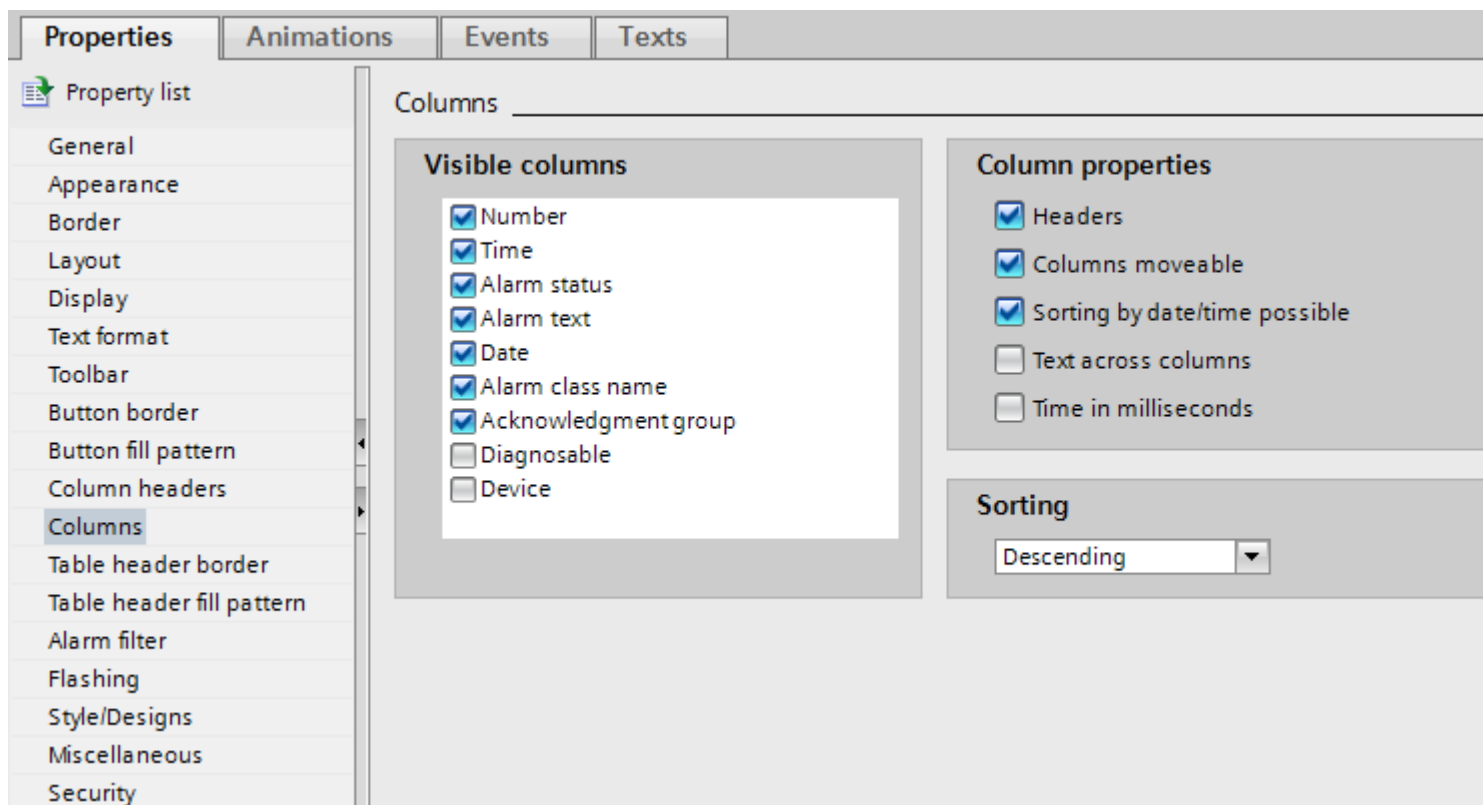 Properties Animations Events Texts
Property list
General
Appearance
Border
Layout
Display
Text format
Toolbar
Button border
Button fill pattern
Column headers
Columns
Table header border
Table header fill pattern
Alarm filter
Flashing
Style/Designs
Miscellaneous
Security
Columns
Visible columns
Number
Time
Alarm status
Alarm text
Date
Alarm class name
Acknowledgment group
Diagnosable
Device
Column properties
Headers
Columns moveable
Sorting by date/time possible
Text across columns
Time in milliseconds
Sorting
Descending